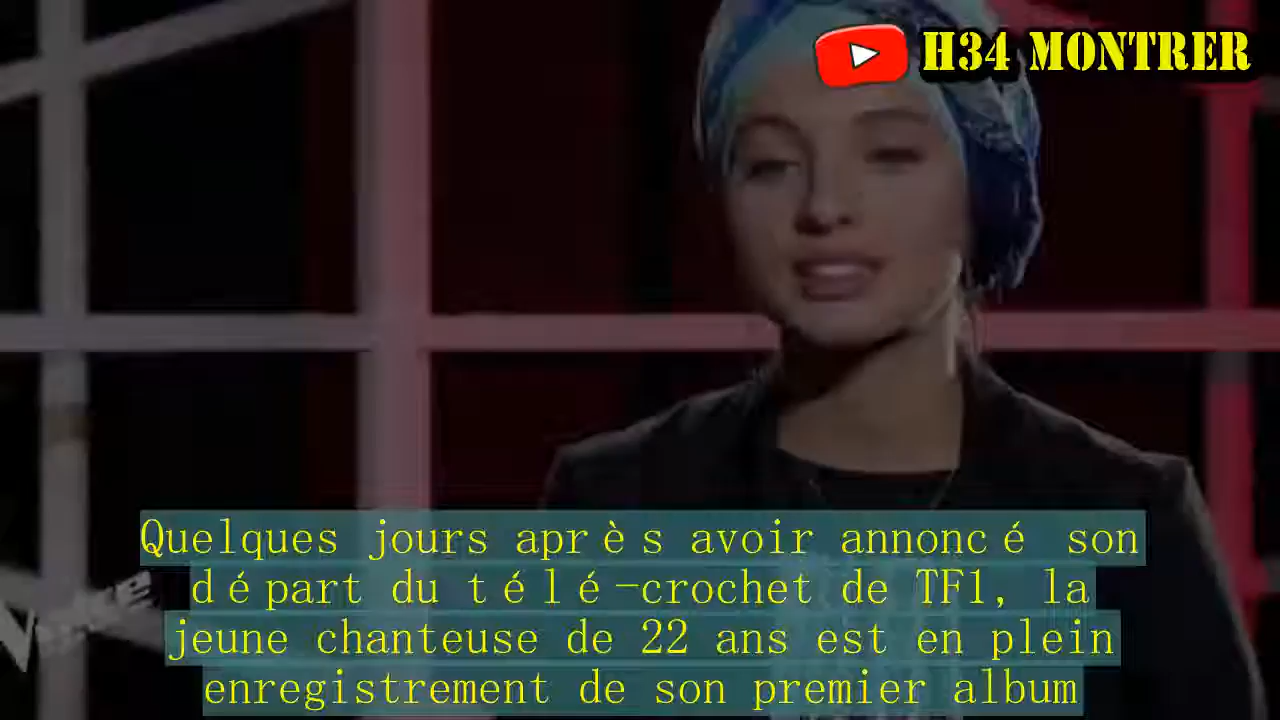 H34 MONTRER
Quelques jours après avoir annoncé son
départ du télé-crochet de TF1, la
jeune chanteuse de 22 ans est en plein
enregistrement de son premier album